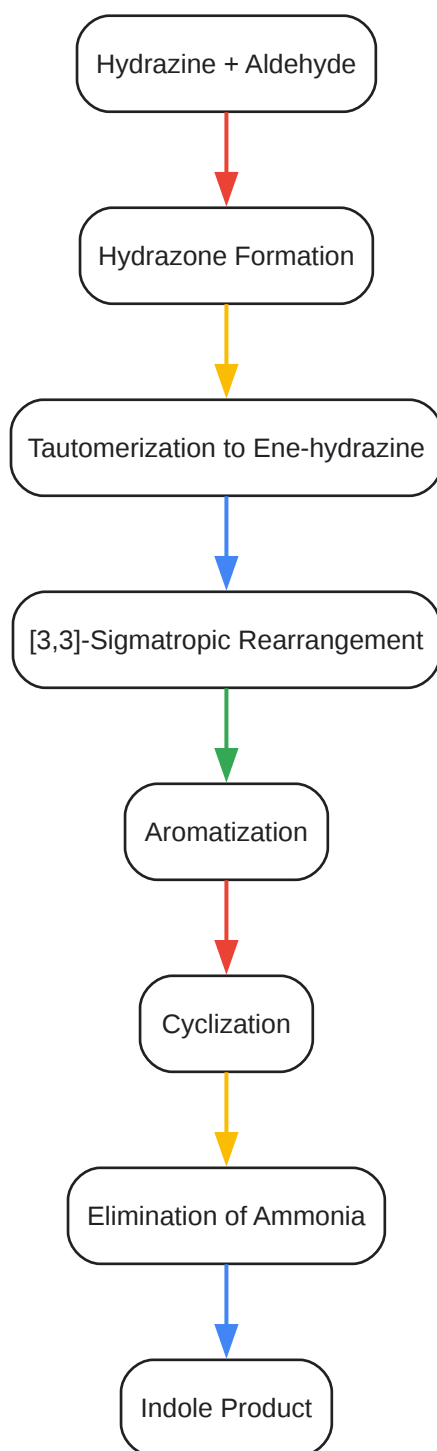 Hydrazine + Aldehyde
Hydrazone Formation
Tautomerization to Ene-hydrazine
[3,3]-Sigmatropic Rearrangement
Aromatization
Cyclization
Elimination of Ammonia
Indole Product